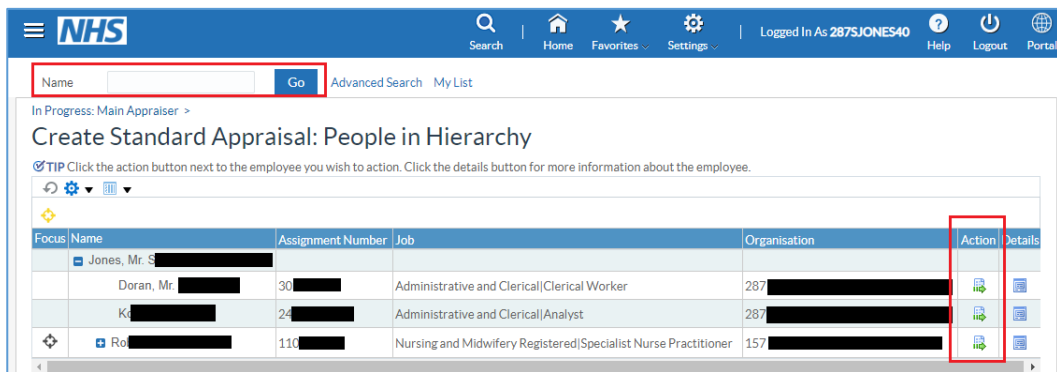 NHS
Search | Home Favorites Settings | Logged In As 287SJONES40 Help Logout Portal
Name Go Advanced Search My List
In Progress: Main Appraiser >
Create Standard Appraisal: People in Hierarchy
TIP Click the action button next to the employee you wish to action. Click the details button for more information about the employee.
Focus Name Assignment Number Job Organisation Action Details
Jones, Mr. S
Doran, Mr. 30 Administrative and Clerical|Clerical Worker 287
24 Administrative and Clerical|Analyst 287
Rol 110 Nursing and Midwifery Registered|Specialist Nurse Practitioner 157